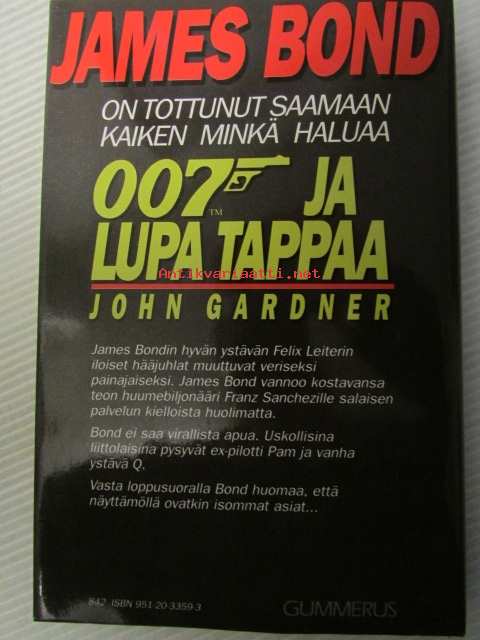 JAMES BOND
ON TOTTUNUT SAAMAAN
KAIKEN MINKÄ HALUAA
007™ JA
LUPA TAPPAA
Antikvariaatti.net
JOHN GARDNER
James Bondin hyvän ystävän Felix Leiterin
iloiset hääjuhlat muuttuvat veriseksi
painajaiseksi. James Bond vannoo kostavansa
teon huumebiljonääri Franz Sanchezille salaisen
palvelun kielloista huolimatta.
Bond ei saa virallista apua. Uskollisina
liittolaisina pysyvät ex-pilotti Pam ja vanha
ystävä Q.
Vasta loppusuoralla Bond huomaa, että
näyttämöllä ovatkin isommat asiat...
842 ISBN 951-20-3359-3
GUMMERUS